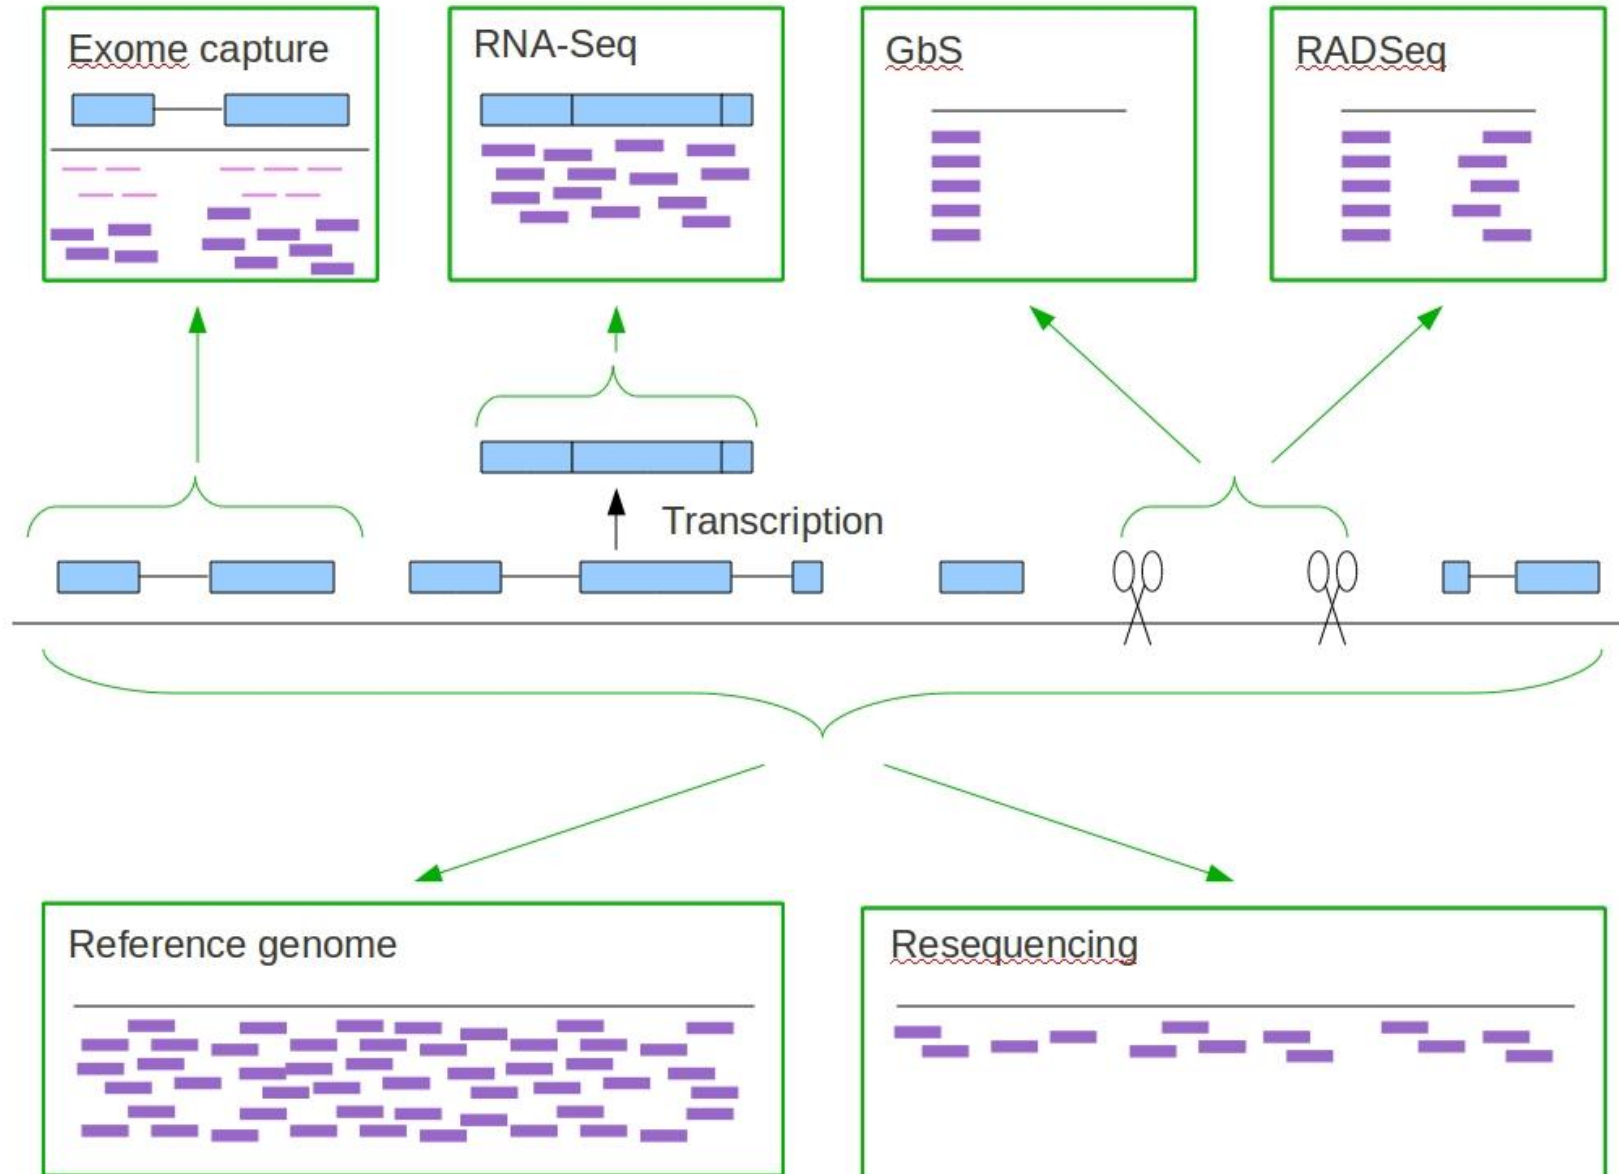 Exome capture
RNA-Seq
GbS
RADSeq
Transcription
Reference genome
Resequencing